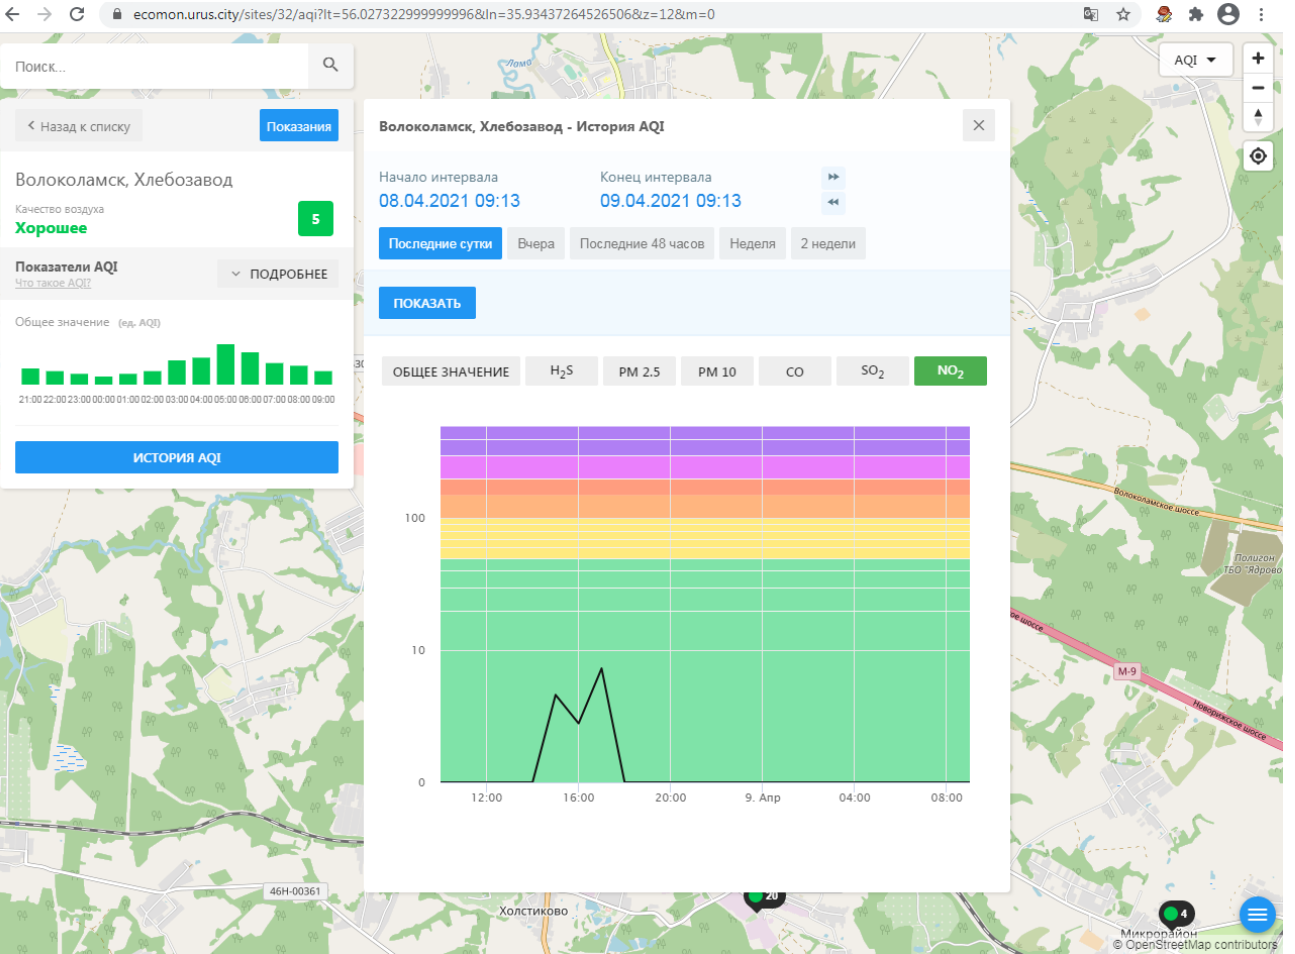 ecomon.urus.city/sites/32/aqi?lt=56.027322999999996&ln=35.93437264526506&z=12&m=0
Поиск...
AQI
Назад к списку
Показания
Волоколамск, Хлебозавод
Качество воздуха
Хорошее
5
Показатели AQI
Что такое AQI?
ПОДРОБНЕЕ
Общее значение (ед. AQI)
21:00 22:00 23:00 00:00 01:00 02:00 03:00 04:00 05:00 06:00 07:00 08:00 09:00
ИСТОРИЯ AQI
Волоколамск, Хлебозавод - История AQI
Начало интервала
08.04.2021 09:13
Конец интервала
09.04.2021 09:13
Последние сутки
Вчера
Последние 48 часов
Неделя
2 недели
ПОКАЗАТЬ
ОБЩЕЕ ЗНАЧЕНИЕ
H2S
PM 2.5
PM 10
CO
SO2
NO2
100
10
0
12:00 16:00 20:00 9. Апр 04:00 08:00
Лама
Волоколамское шоссе
Полигон
ТБО "Ядрово
М-9
Новорижское шоссе
46Н-00361
Холстиково
20
4
Микрорайон
© OpenStreetMap contributors